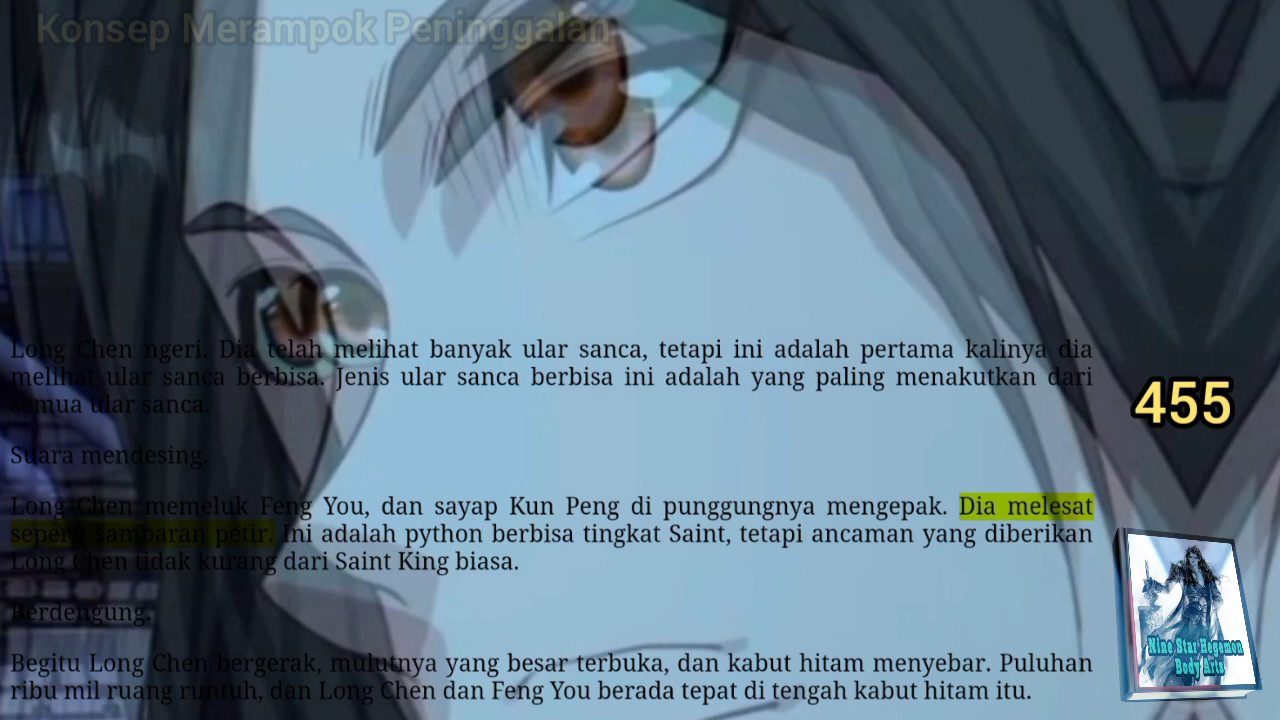 Konsep Merampok Peninggalan
Long Chen ngeri. Dia telah melihat banyak ular sanca, tetapi ini adalah pertama kalinya dia
melihat ular sanca berbisa. Jenis ular sanca berbisa ini adalah yang paling menakutkan dari
semua ular sanca.
Suara mendesing.
Long Chen memeluk Feng You, dan sayap Kun Peng di punggungnya mengepak. Dia melesat
seperti sambaran petir. Ini adalah python berbisa tingkat Saint, tetapi ancaman yang diberikan
Long Chen tidak kurang dari Saint King biasa.
Berdengung.
Begitu Long Chen bergerak, mulutnya yang besar terbuka, dan kabut hitam menyebar. Puluhan
ribu mil ruang runtuh, dan Long Chen dan Feng You berada tepat di tengah kabut hitam itu.
455
Nine Star Hegemon
Body Arts